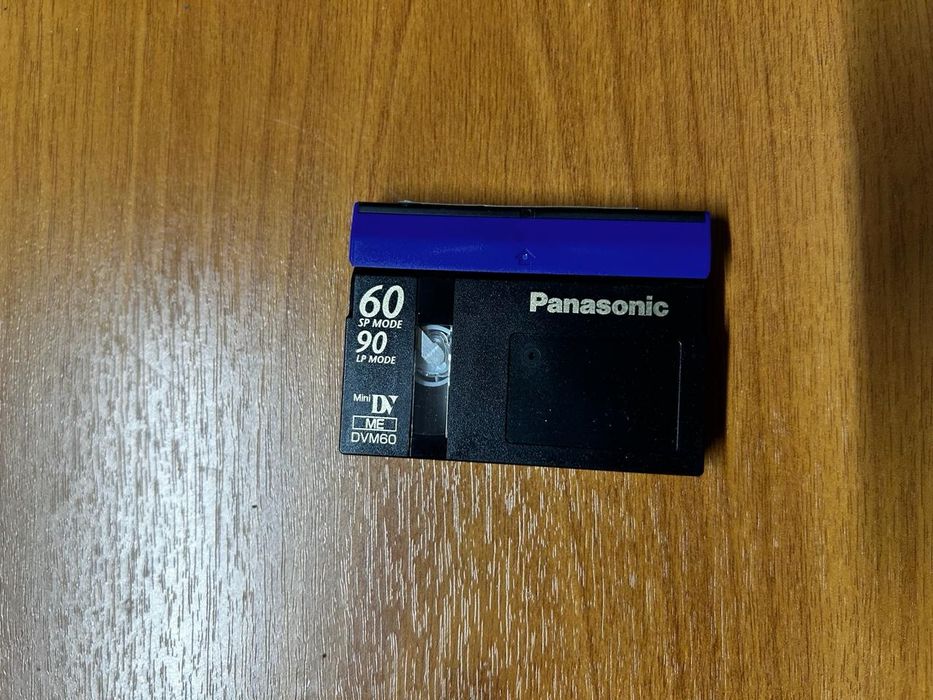 60
SP MODE
90
LP MODE
Mini DV
ME
DVM60
Panasonic